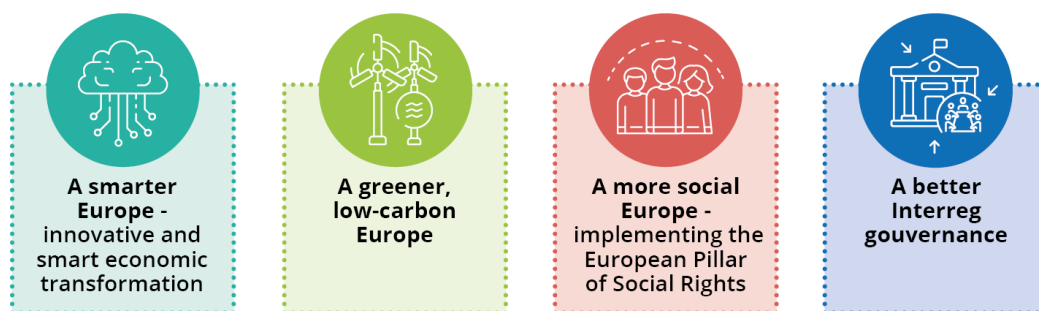 A smarter
Europe -
innovative and
smart economic
transformation
A greener,
low-carbon
Europe
A more social
Europe -
implementing the
European Pillar
of Social Rights
A better
Interreg
gouvernance